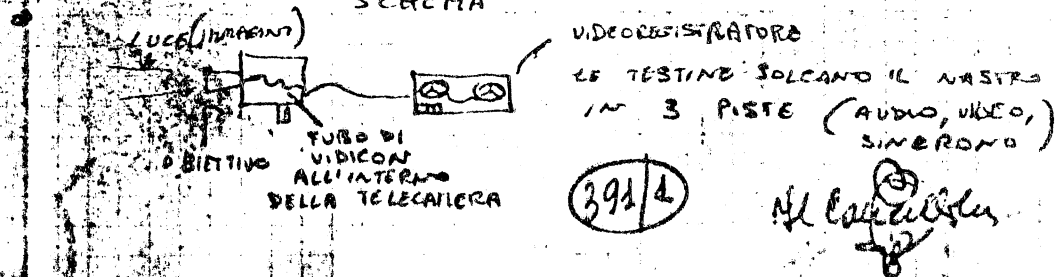 SCHEMA
LUCE (IMMAGINI)
OBIETTIVO
TUBO DI
VIDICON
ALL'INTERNO
DELLA TELECAMERA
VIDEOREGISTRATORE
LE TESTINE SOLCANO IL NASTRO
IN 3 PISTE (AUDIO, VIDEO,
SINCRONO)
391/1
Il